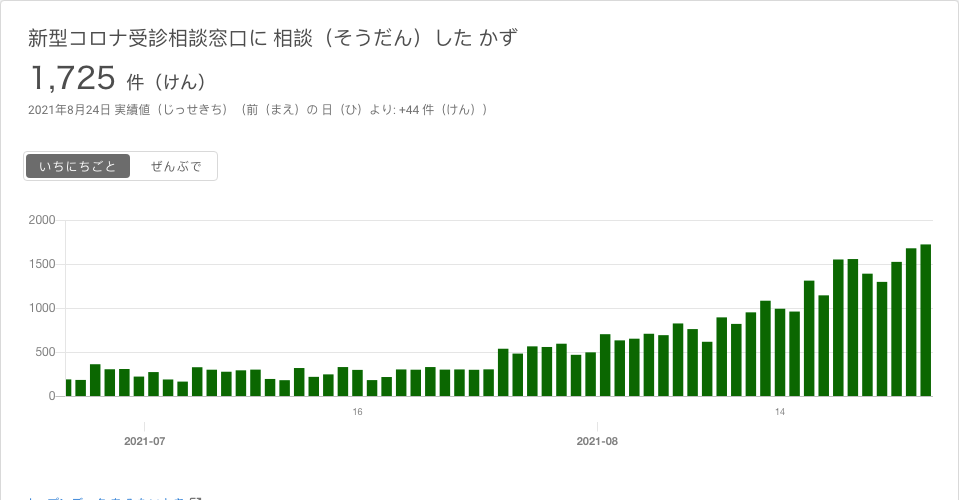 新型コロナ受診相談窓口に 相談（そうだん）した かず
1,725 件（けん）
2021年8月24日 実績値（じっせきち）（前（まえ）の 日（ひ）より: +44 件（けん））
いちにちごと ぜんぶで
2000
1500
1000
500
0
16 14
2021-07 2021-08